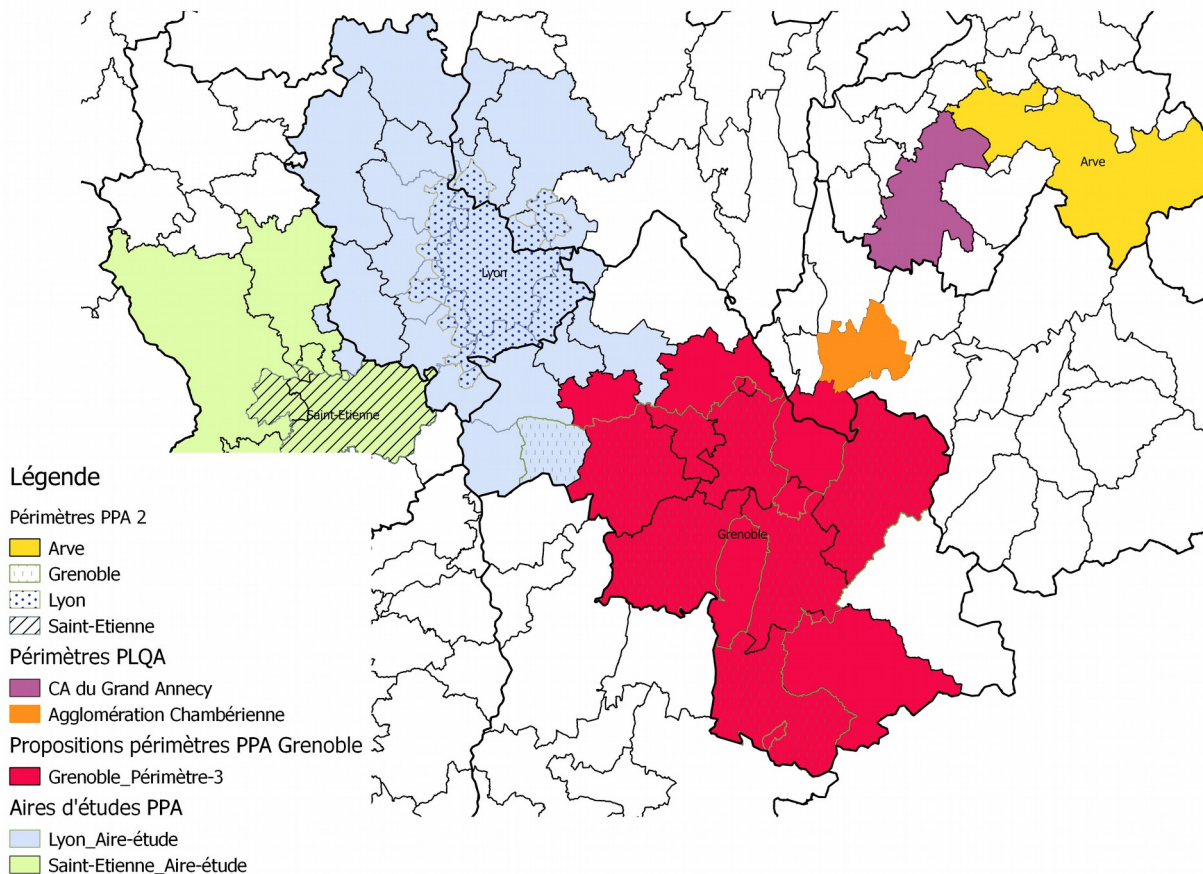 Arve
Lyon
Saint-Etienne
Grenoble
Légende
Périmètres PPA 2
Arve
Grenoble
Lyon
Saint-Etienne
Périmètres PLQA
CA du Grand Annecy
Agglomération Chambérienne
Propositions périmètres PPA Grenoble
Grenoble_Périmètre-3
Aires d'études PPA
Lyon_Aire-étude
Saint-Etienne_Aire-étude